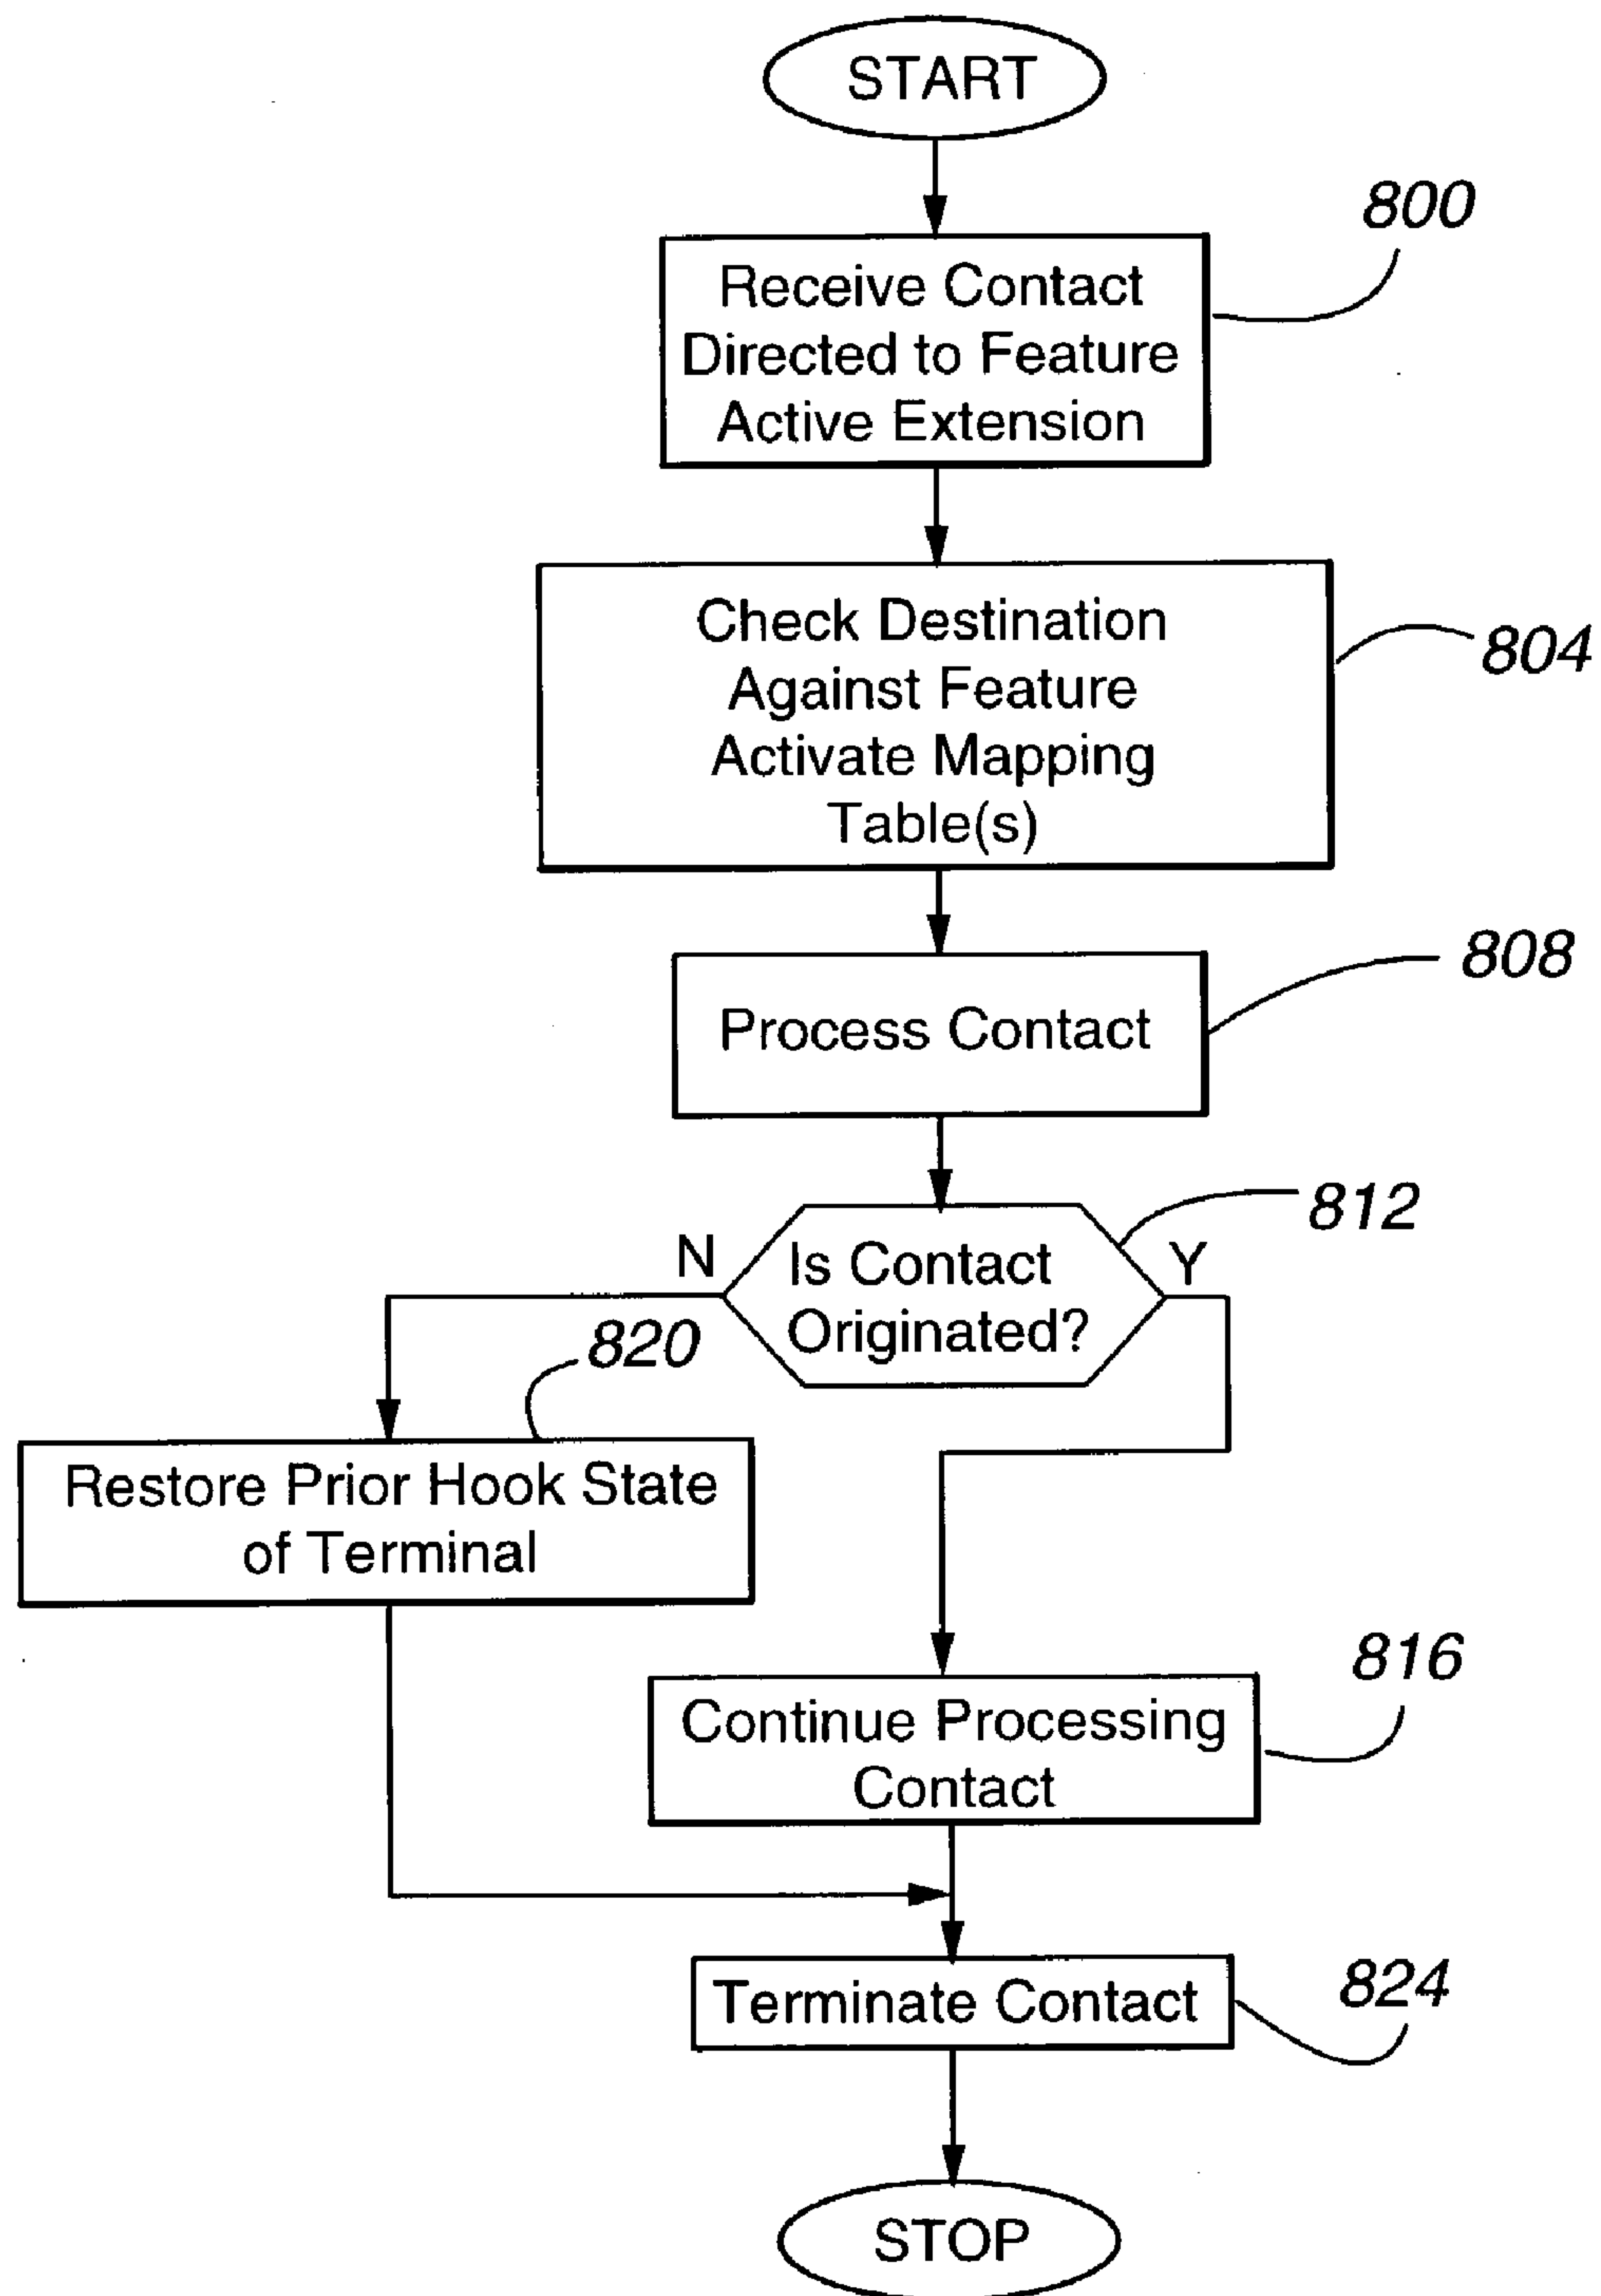 START
800
Receive Contact
Directed to Feature
Active Extension
804
Check Destination
Against Feature
Activate Mapping
Table(s)
808
Process Contact
812
N
Is Contact
Originated?
Y
820
Restore Prior Hook State
of Terminal
816
Continue Processing
Contact
824
Terminate Contact
STOP